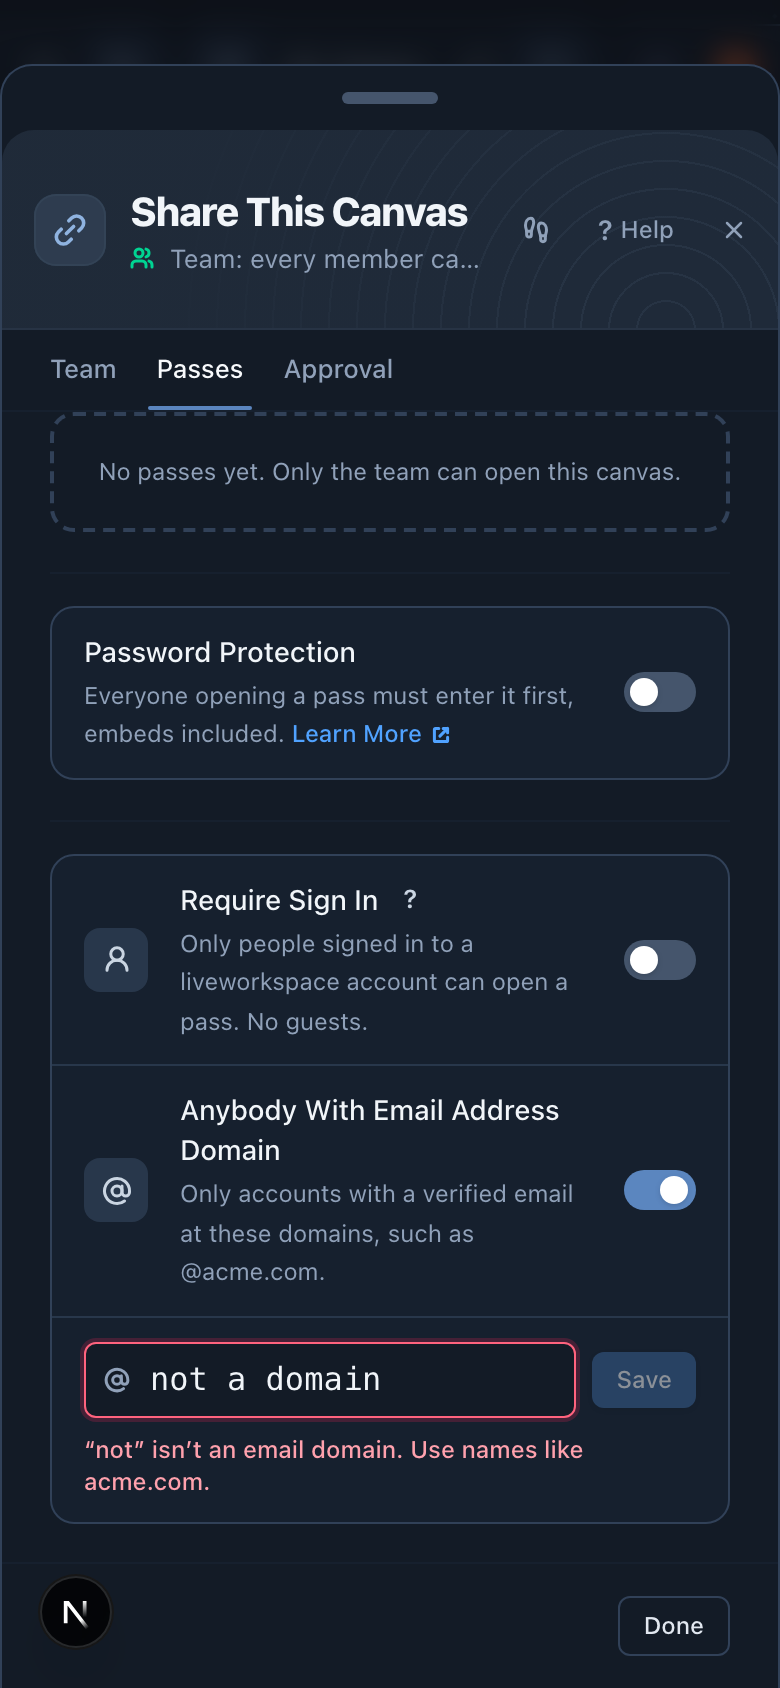 Share This Canvas
Team: every member ca...
? Help
Team Passes Approval
No passes yet. Only the team can open this canvas.
Password Protection
Everyone opening a pass must enter it first,
embeds included. Learn More
Require Sign In ?
Only people signed in to a
liveworkspace account can open a
pass. No guests.
Anybody With Email Address
Domain
Only accounts with a verified email
at these domains, such as
@acme.com.
@ not a domain
Save
“not” isn’t an email domain. Use names like
acme.com.
N
Done